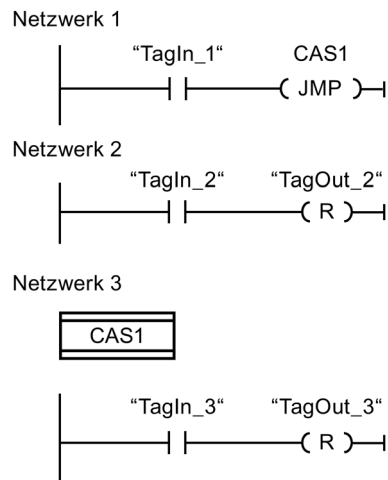 Netzwerk 1
“TagIn_1“ CAS1
JMP
Netzwerk 2
“TagIn_2“ “TagOut_2“
R
Netzwerk 3
CAS1
“TagIn_3“ “TagOut_3“
R